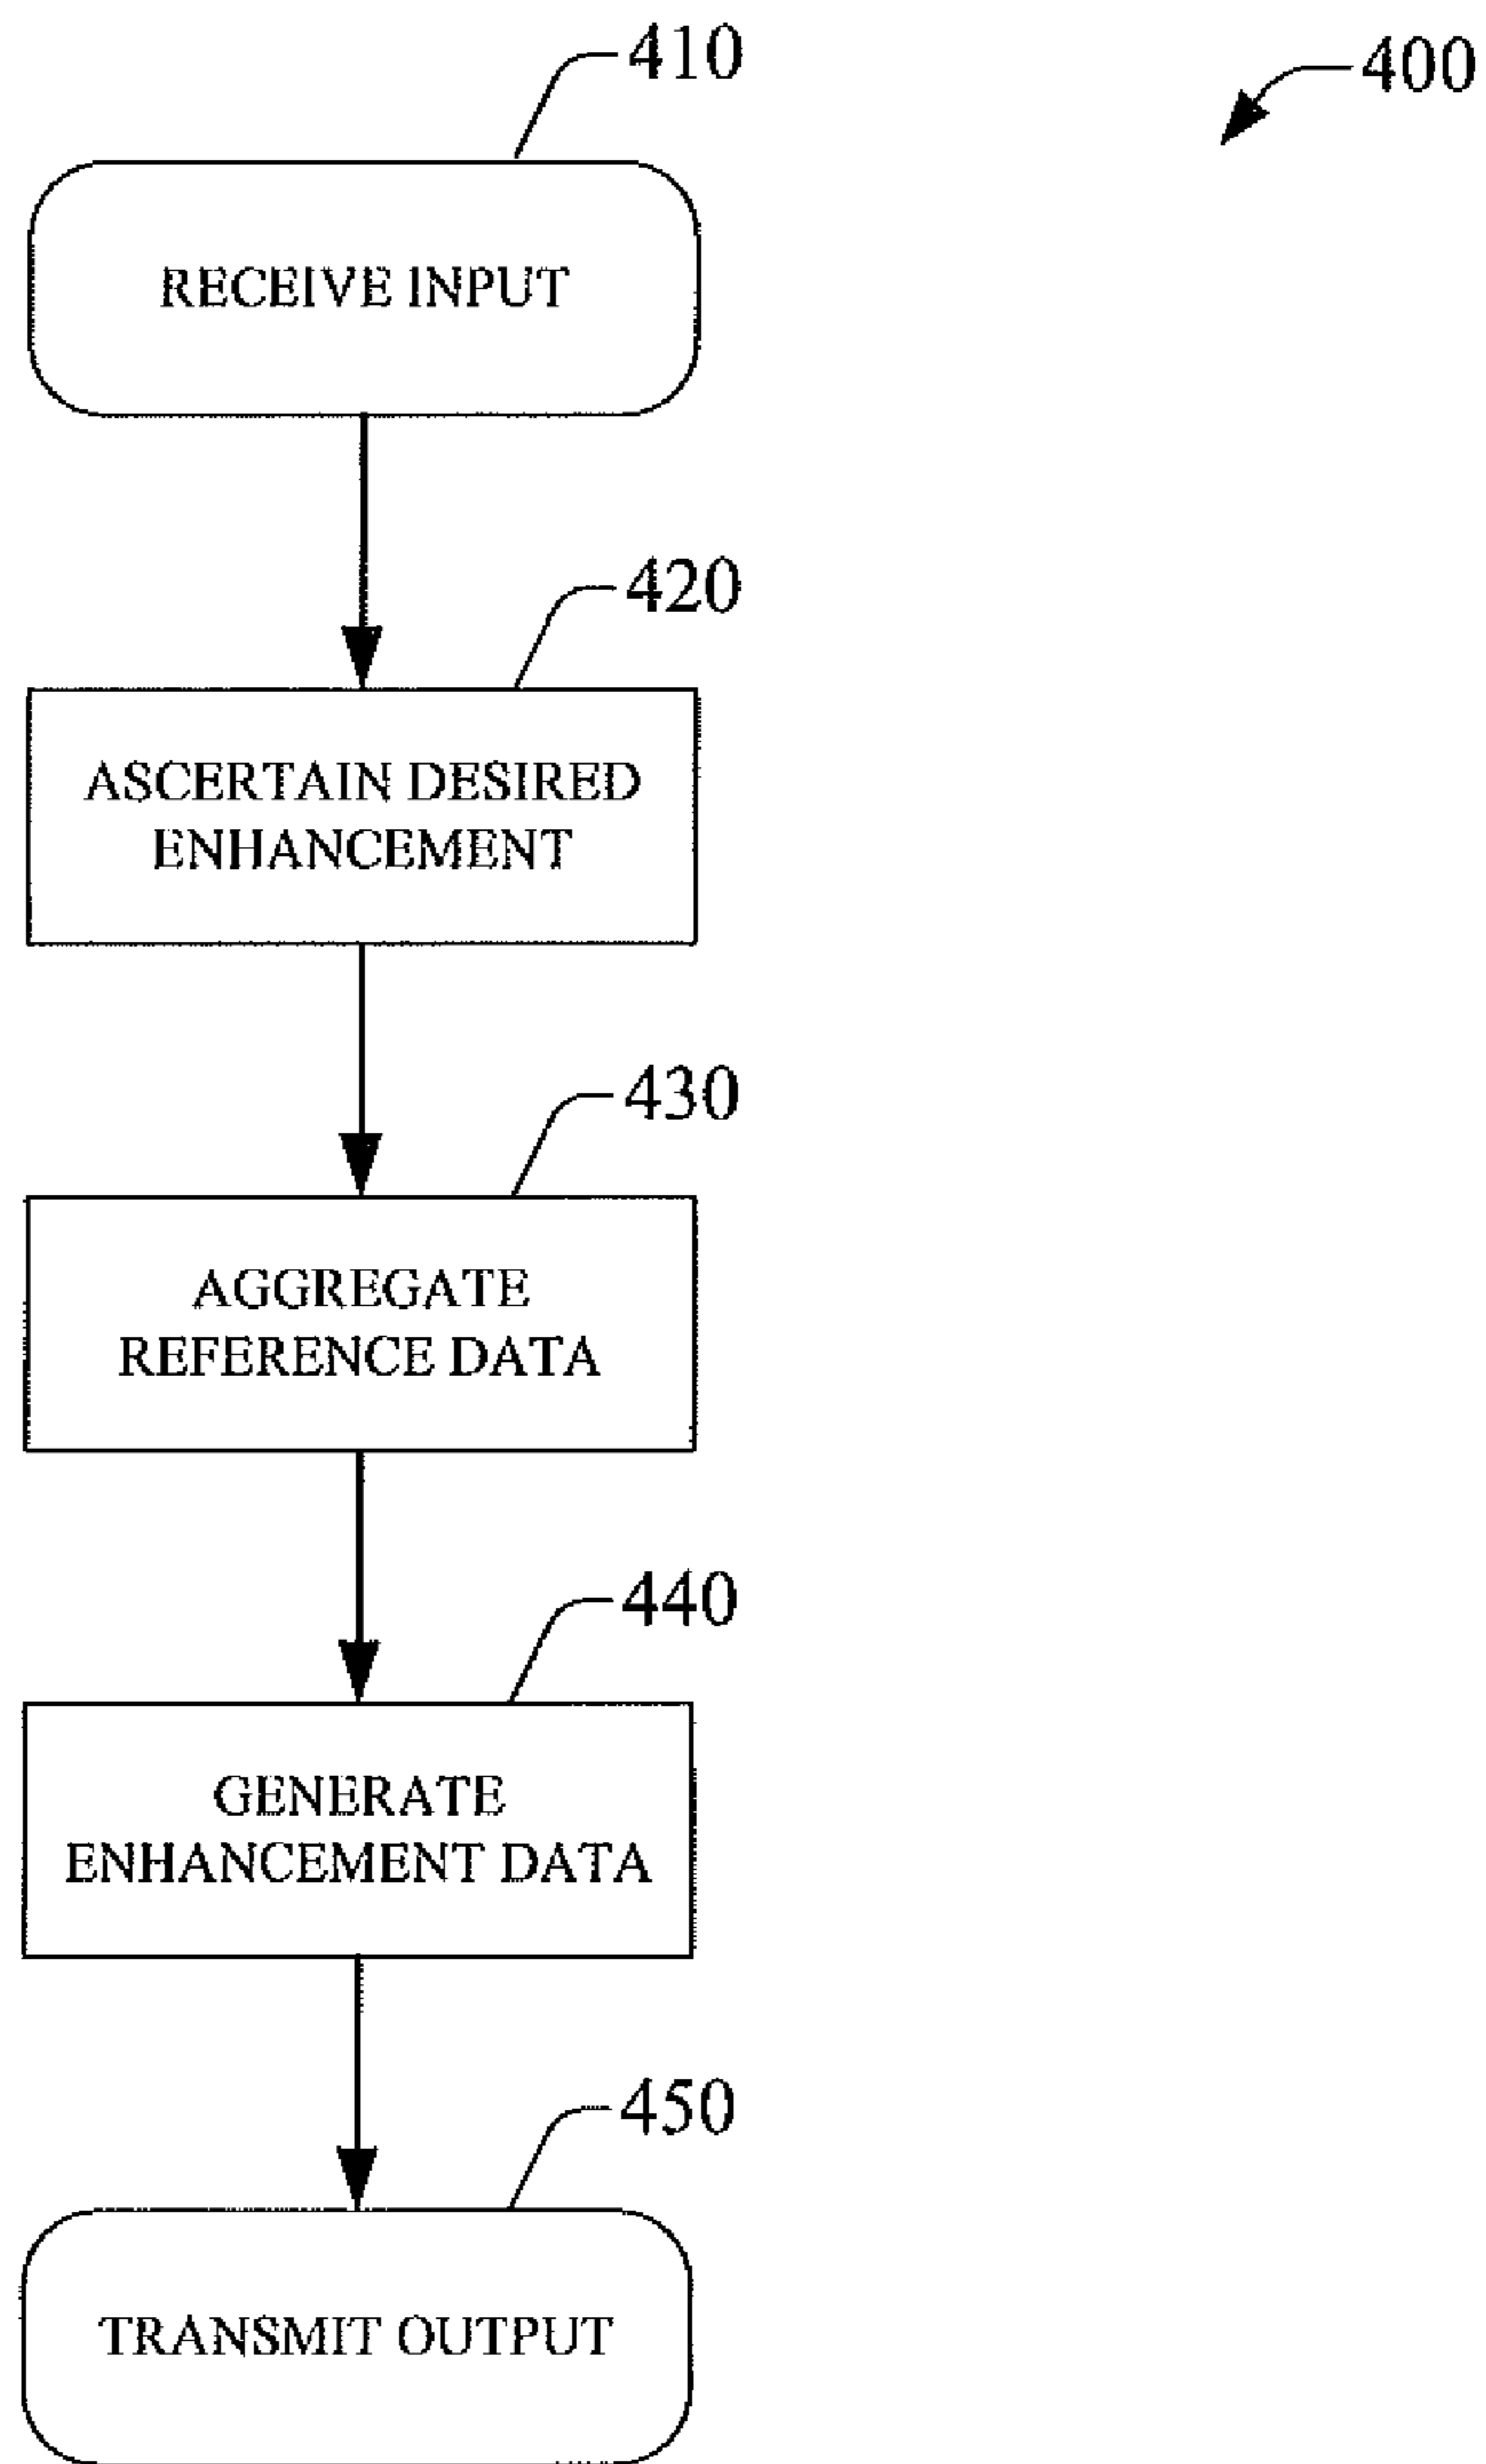 410
400
RECEIVE INPUT
420
ASCERTAIN DESIRED
ENHANCEMENT
430
AGGREGATE
REFERENCE DATA
440
GENERATE
ENHANCEMENT DATA
450
TRANSMIT OUTPUT